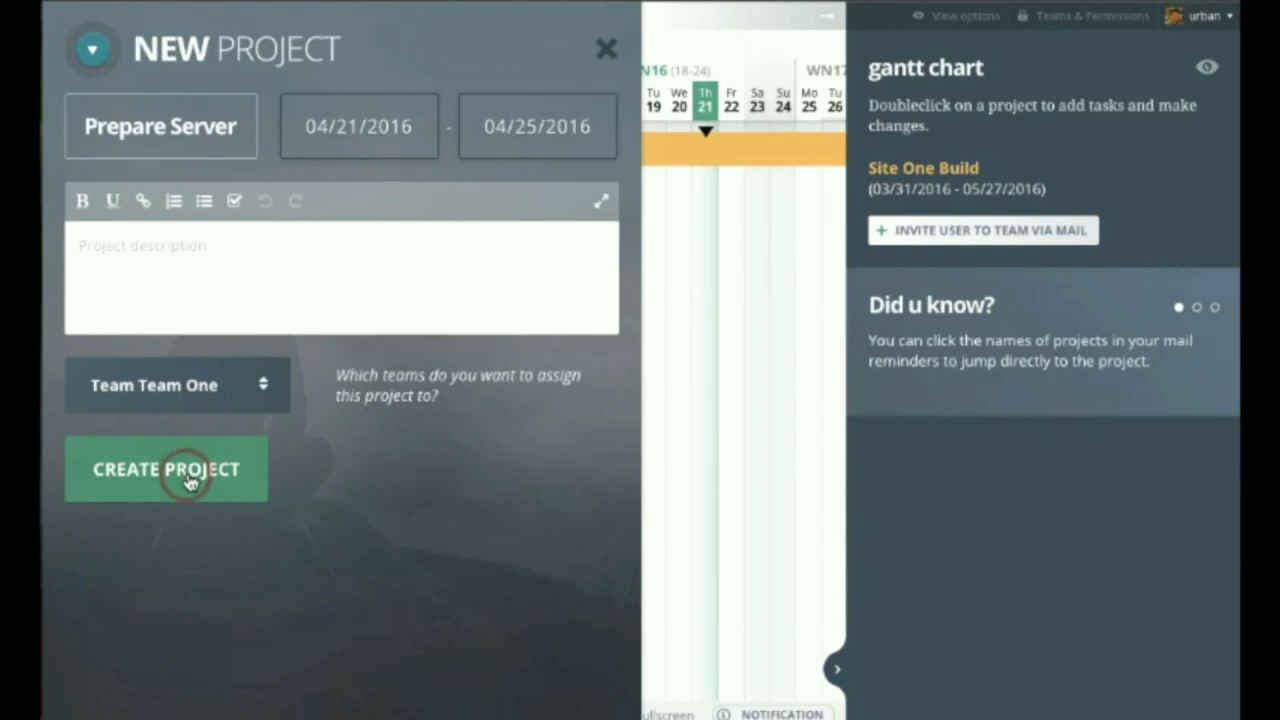 NEW PROJECT
Prepare Server
04/21/2016 - 04/25/2016
B U
Project description
Team Team One
Which teams do you want to assign
this project to?
CREATE PROJECT
N16 (18-24) WN17
Tu We Th Fr Sa Su Mo Tu
19 20 21 22 23 24 25 26
ullscreen
NOTIFICATION
View options
Teams & Permissions
urban
gantt chart
Doubleclick on a project to add tasks and make
changes.
Site One Build
(03/31/2016 - 05/27/2016)
+ INVITE USER TO TEAM VIA MAIL
Did u know?
You can click the names of projects in your mail
reminders to jump directly to the project.